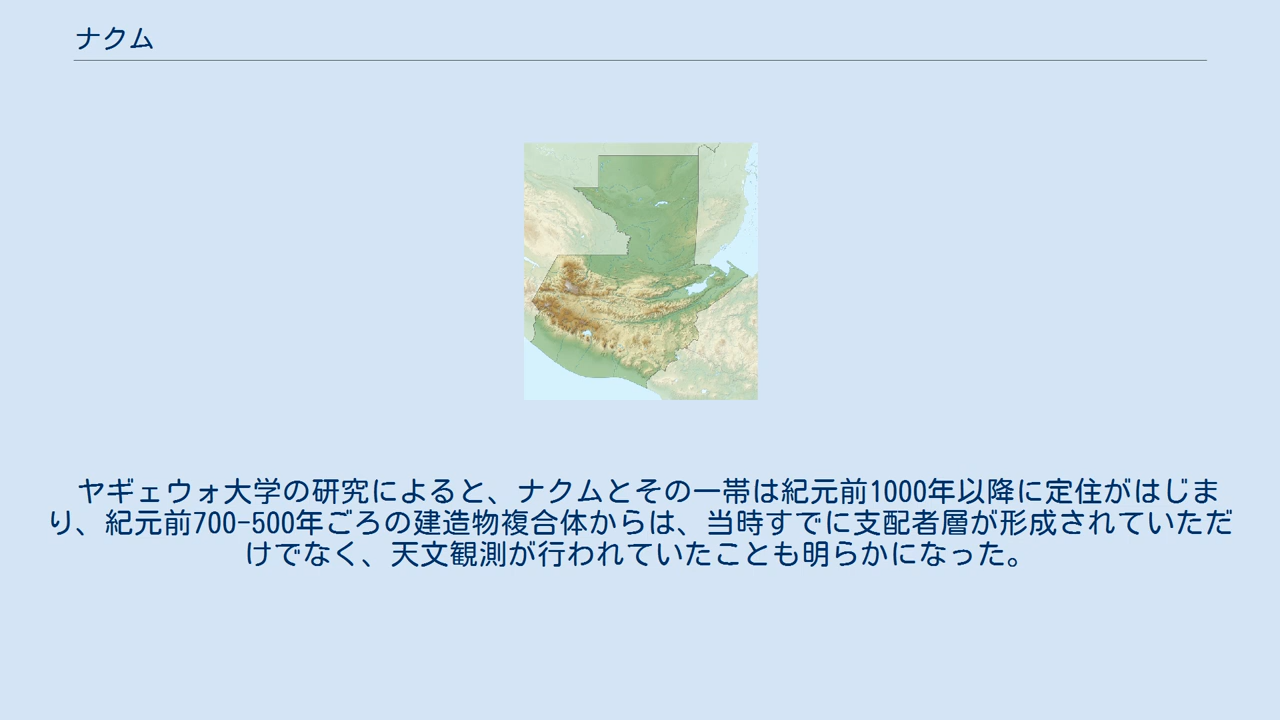 ナクム
ヤギェウォ大学の研究によると、ナクムとその一帯は紀元前1000年以降に定住がはじま
り、紀元前700-500年ごろの建造物複合体からは、当時すでに支配者層が形成されていただ
けでなく、天文観測が行われていたことも明らかになった。